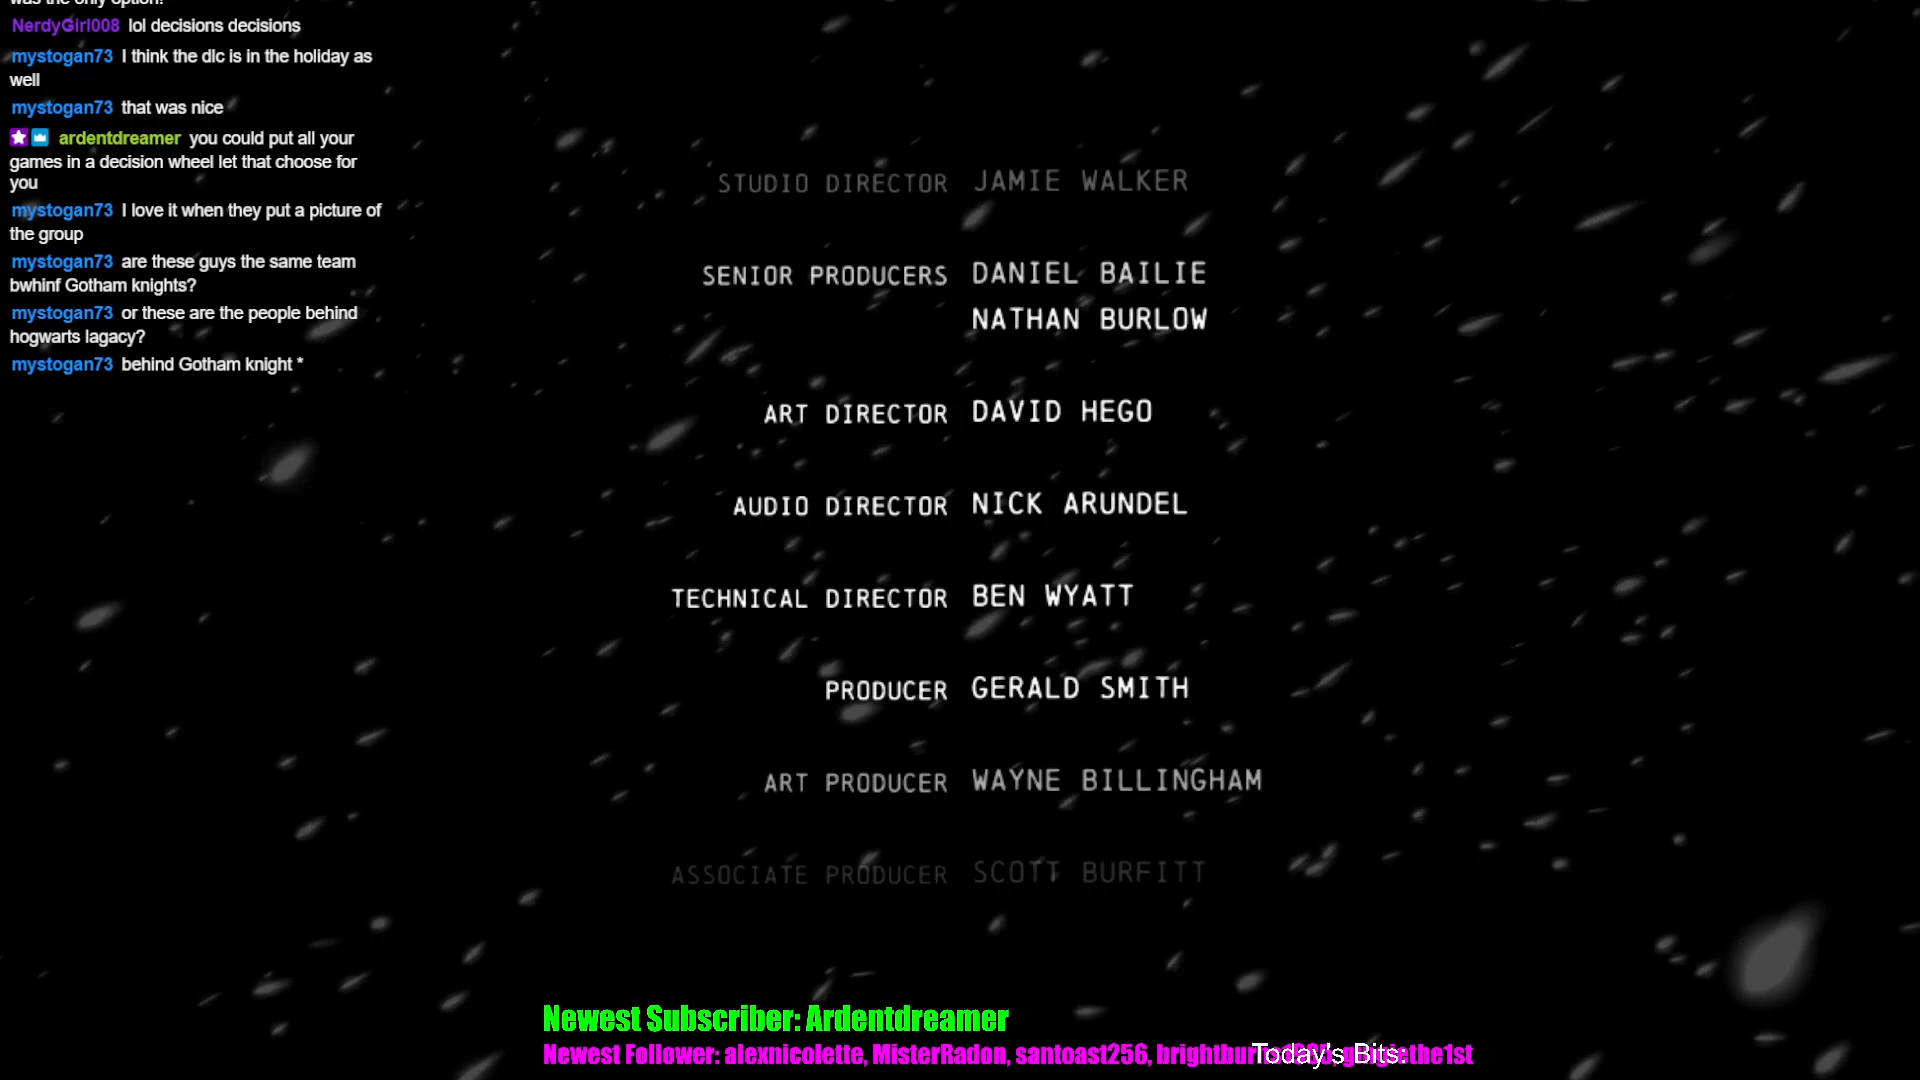 was the only option!
NerdyGirl008 lol decisions decisions
mystogan73 I think the dlc is in the holiday as
well
mystogan73 that was nice
ardentdreamer you could put all your
games in a decision wheel let that choose for
you
mystogan73 I love it when they put a picture of
the group
mystogan73 are these guys the same team
bwhinf Gotham knights?
mystogan73 or these are the people behind
hogwarts lagacy?
mystogan73 behind Gotham knight *
STUDIO DIRECTOR JAMIE WALKER
SENIOR PRODUCERS DANIEL BAILIE
NATHAN BURLOW
ART DIRECTOR DAVID HEGO
AUDIO DIRECTOR NICK ARUNDEL
TECHNICAL DIRECTOR BEN WYATT
PRODUCER GERALD SMITH
ART PRODUCER WAYNE BILLINGHAM
ASSOCIATE PRODUCER SCOTT BURFITT
Newest Subscriber: Ardentdreamer
Newest Follower: alexnicolette, MisterRadon, santoast256,
Today's Bits: